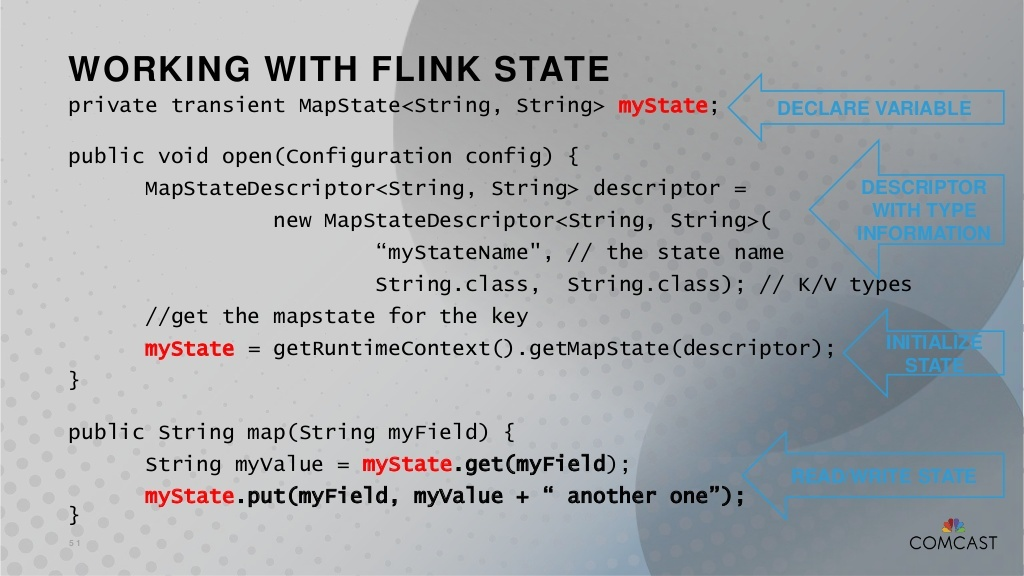 WORKING WITH FLINK STATE
private transient MapState<String, String> myState;
DECLARE VARIABLE
public void open(Configuration config) {
MapStateDescriptor<String, String> descriptor =
new MapStateDescriptor<String, String>(
“myStateName", // the state name
String.class,  String.class); // K/V types
DESCRIPTOR
WITH TYPE
INFORMATION
//get the mapstate for the key
myState = getRuntimeContext().getMapState(descriptor);
INITIALIZE
STATE
}
public String map(String myField) {
String myValue = myState.get(myField);
myState.put(myField, myValue + “ another one”);
READ/WRITE STATE
}
51
COMCAST